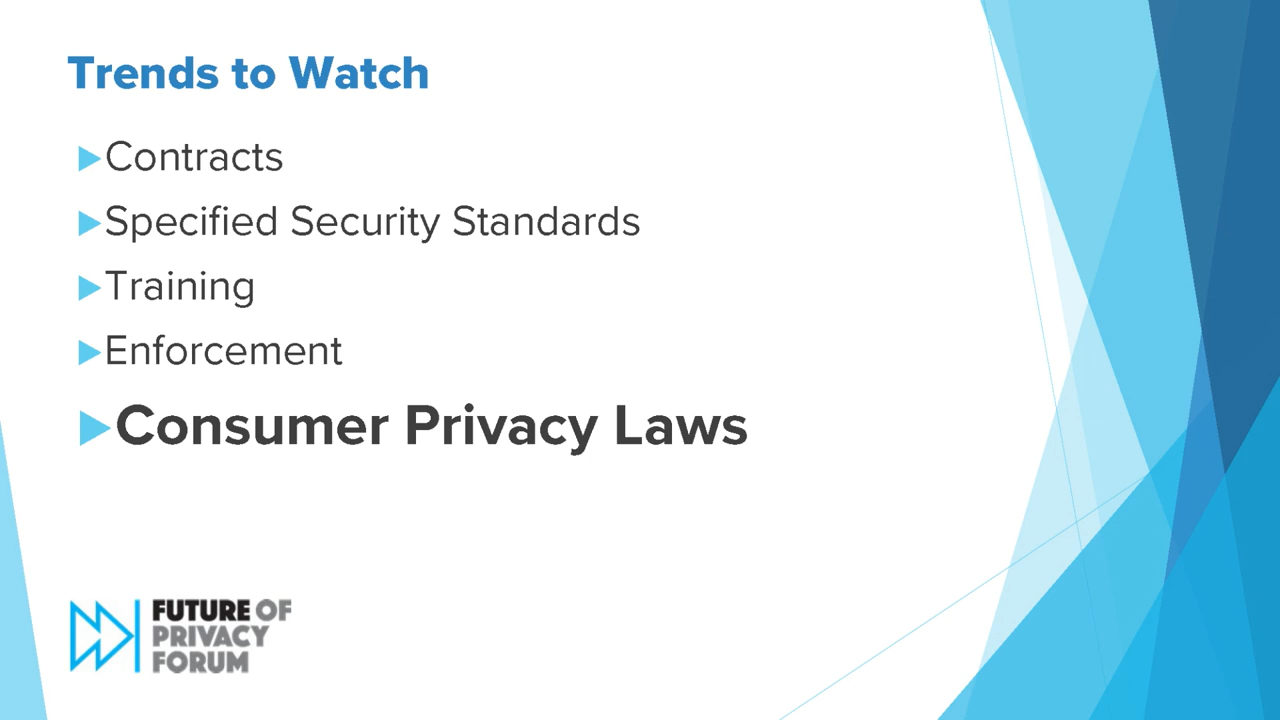 Trends to Watch
Contracts
Specified Security Standards
Training
Enforcement
Consumer Privacy Laws
FUTURE OF
PRIVACY
FORUM